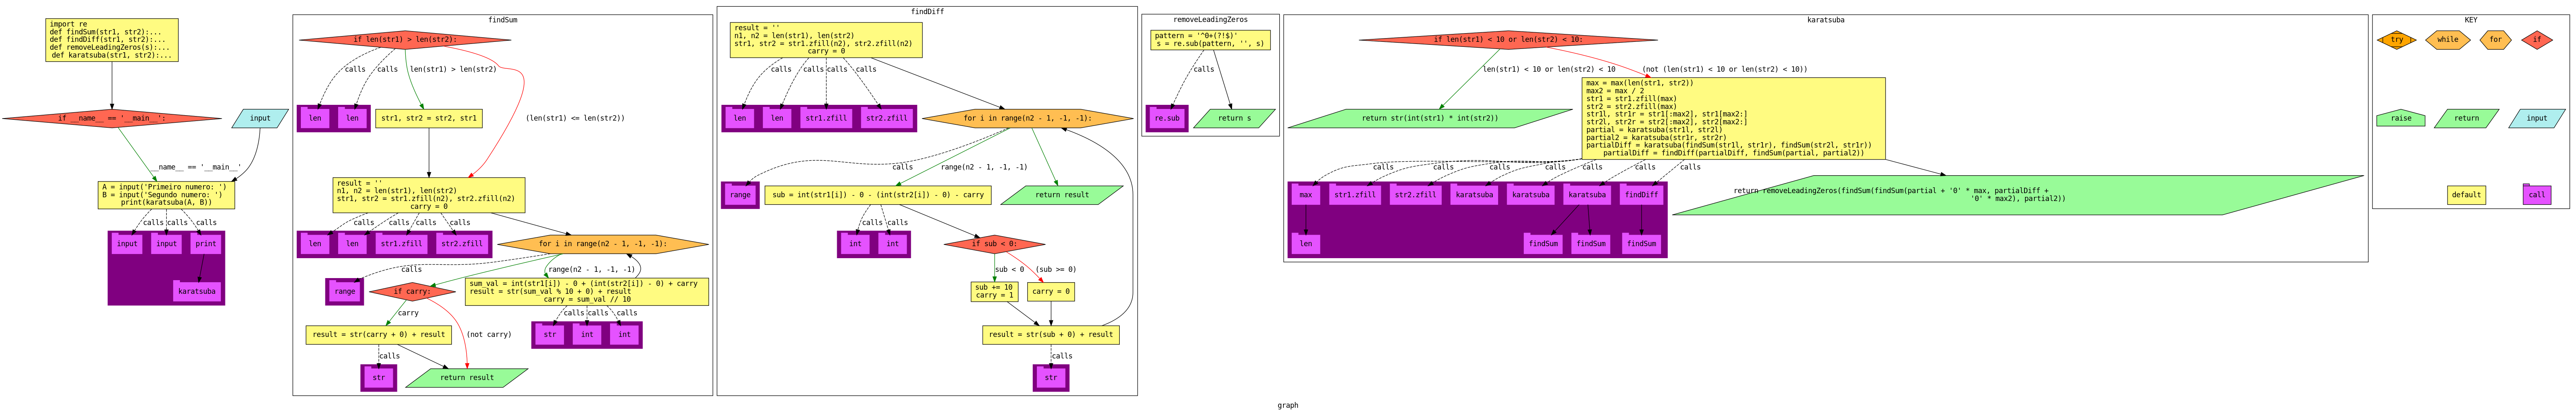 import re
def findSum(str1, str2):...
def findDiff(str1, str2):...
def removeLeadingZeros(s):...
def karatsuba(str1, str2):...
if __name__ == '__main__':
input
__name__ == '__main__'
A = input('Primeiro numero: ')
B = input('Segundo numero: ')
print(karatsuba(A, B))
calls
calls
calls
input
input
print
karatsuba
findSum
if len(str1) > len(str2):
calls
calls
len(str1) > len(str2)
len
len
str1, str2 = str2, str1
(len(str1) <= len(str2))
result = ''
n1, n2 = len(str1), len(str2)
str1, str2 = str1.zfill(n2), str2.zfill(n2)
carry = 0
calls
calls
calls
calls
len
len
str1.zfill
str2.zfill
for i in range(n2 - 1, -1, -1):
calls
range(n2 - 1, -1, -1)
range
if carry:
sum_val = int(str1[i]) - 0 + (int(str2[i]) - 0) + carry
result = str(sum_val % 10 + 0) + result
carry = sum_val // 10
carry
(not carry)
calls
calls
calls
result = str(carry + 0) + result
str
int
int
calls
str
return result
findDiff
result = ''
n1, n2 = len(str1), len(str2)
str1, str2 = str1.zfill(n2), str2.zfill(n2)
carry = 0
calls
calls
calls
calls
len
len
str1.zfill
str2.zfill
for i in range(n2 - 1, -1, -1):
calls
range(n2 - 1, -1, -1)
range
sub = int(str1[i]) - 0 - (int(str2[i]) - 0) - carry
return result
calls
calls
int
int
if sub < 0:
sub < 0
(sub >= 0)
sub += 10
carry = 1
carry = 0
result = str(sub + 0) + result
calls
str
removeLeadingZeros
pattern = '^0+(?!$)'
s = re.sub(pattern, '', s)
calls
re.sub
return s
karatsuba
if len(str1) < 10 or len(str2) < 10:
len(str1) < 10 or len(str2) < 10
(not (len(str1) < 10 or len(str2) < 10))
return str(int(str1) * int(str2))
max = max(len(str1, str2))
max2 = max / 2
str1 = str1.zfill(max)
str2 = str2.zfill(max)
str1l, str1r = str1[:max2], str1[max2:]
str2l, str2r = str2[:max2], str2[max2:]
partial = karatsuba(str1l, str2l)
partial2 = karatsuba(str1r, str2r)
partialDiff = karatsuba(findSum(str1l, str1r), findSum(str2l, str1r))
partialDiff = findDiff(partialDiff, findSum(partial, partial2))
calls
calls
calls
calls
calls
calls
calls
max
str1.zfill
str2.zfill
karatsuba
karatsuba
karatsuba
findDiff
len
findSum
findSum
findSum
return removeLeadingZeros(findSum(findSum(partial + '0' * max, partialDiff +
'0' * max2), partial2))
KEY
try
while
for
if
raise
return
input
default
call
graph